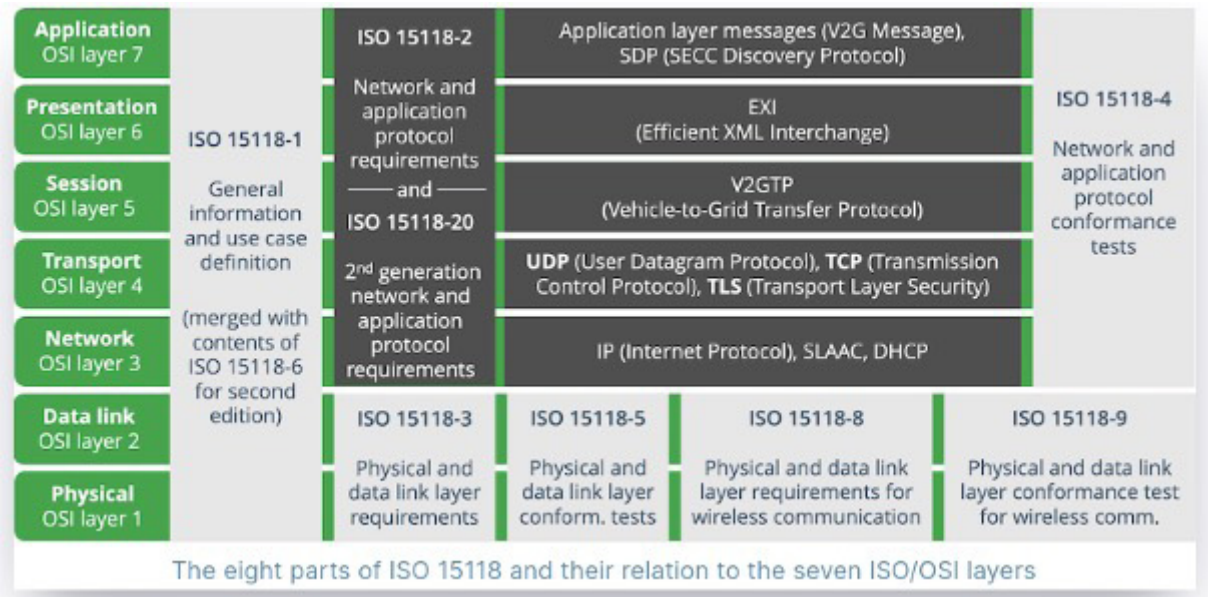 Application
OSI layer 7
Presentation
OSI layer 6
Session
OSI layer 5
Transport
OSI layer 4
Network
OSI layer 3
Data link
OSI layer 2
Physical
OSI layer 1
ISO 15118-1
General
information
and use case
definition
(merged with
contents of
ISO 15118-6
for second
edition)
ISO 15118-2
Network and
application
protocol
requirements
and
ISO 15118-20
2nd generation
network and
application
protocol
requirements
Application layer messages (V2G Message),
SDP (SECC Discovery Protocol)
EXI
(Efficient XML Interchange)
V2GTP
(Vehicle-to-Grid Transfer Protocol)
UDP (User Datagram Protocol), TCP (Transmission
Control Protocol), TLS (Transport Layer Security)
IP (Internet Protocol), SLAAC, DHCP
ISO 15118-4
Network and
application
protocol
conformance
tests
ISO 15118-3
Physical and
data link layer
requirements
ISO 15118-5
Physical and
data link layer
conform. tests
ISO 15118-8
Physical and data link
layer requirements for
wireless communication
ISO 15118-9
Physical and data link
layer conformance test
for wireless comm.
The eight parts of ISO 15118 and their relation to the seven ISO/OSI layers